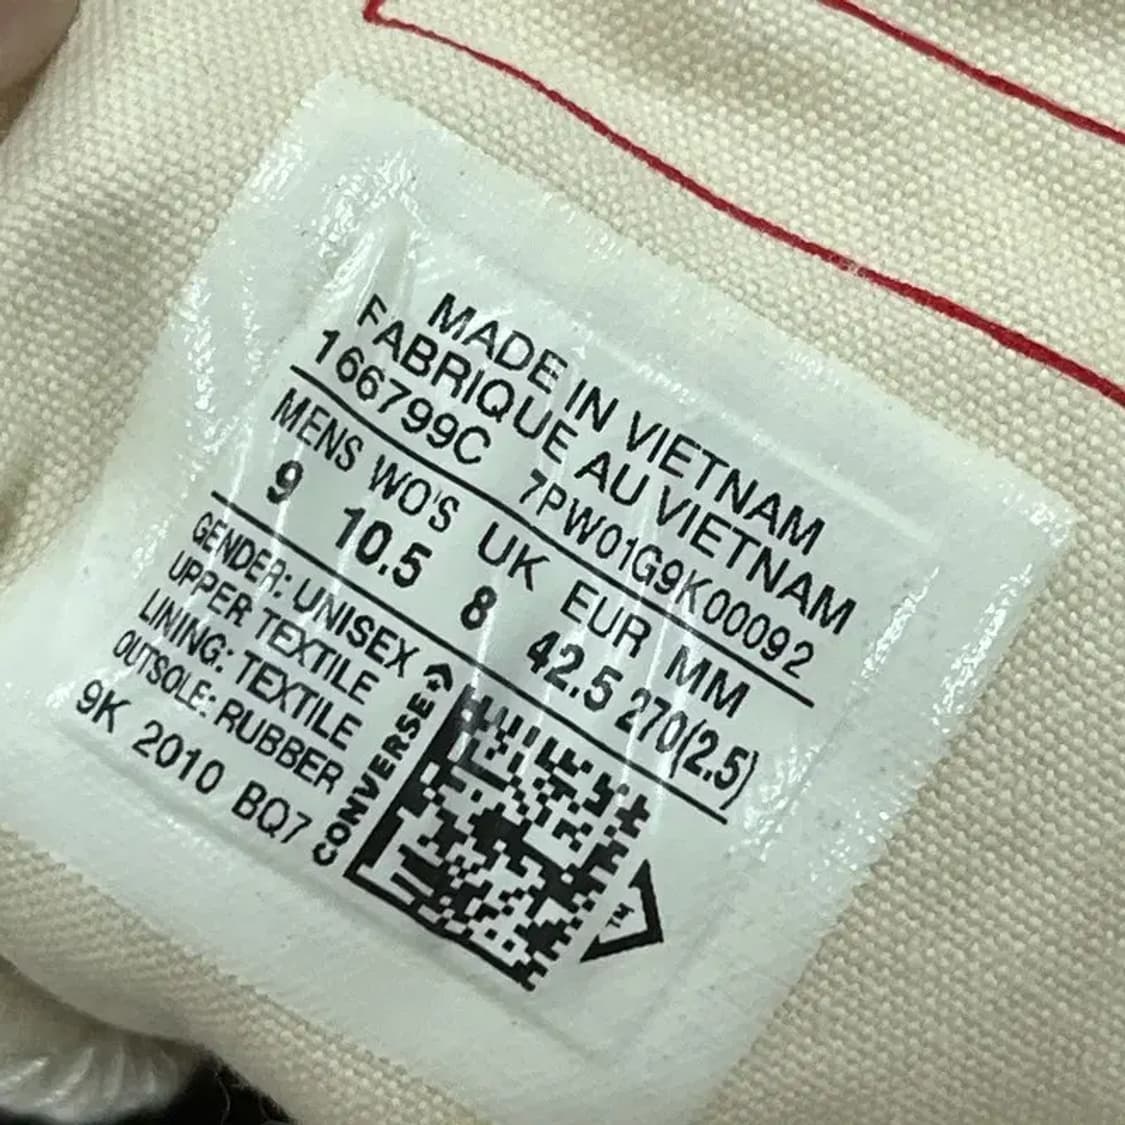 MADE IN VIETNAM
FABRIQUE AU VIETNAM
166799C 7PW01G9K00092
MENS WO'S UK EUR MM
9 10.5 8 42.5 270(2.5)
GENDER: UNISEX
UPPER TEXTILE
LINING: TEXTILE
OUTSOLE: RUBBER
9K 2010 BQ7
CONVERSE